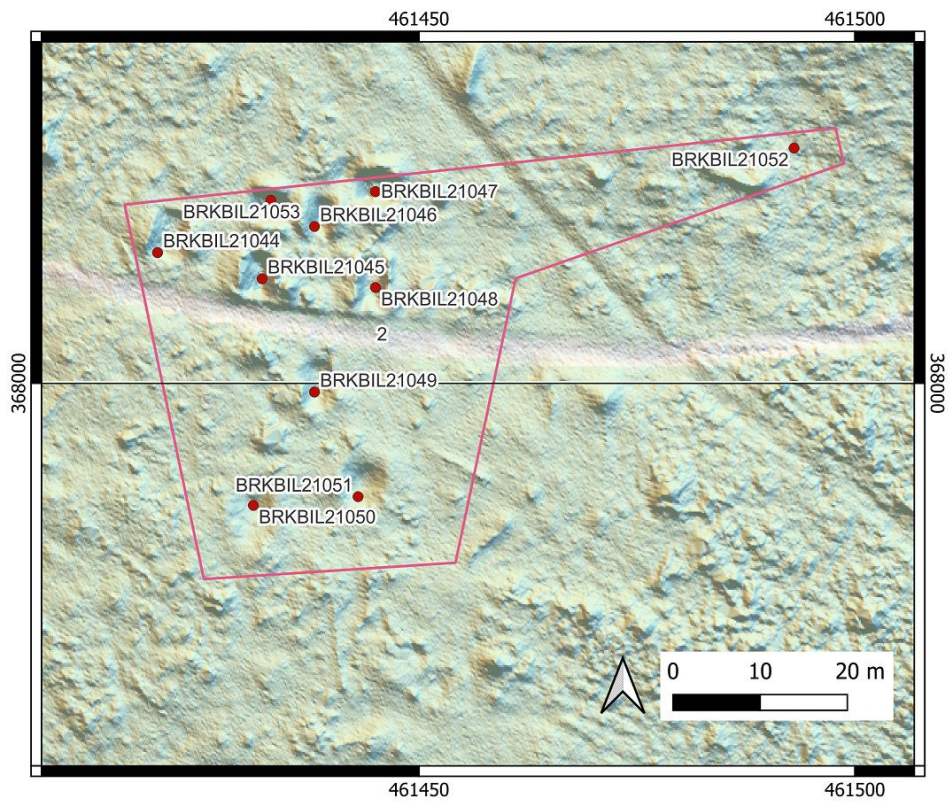 461450
461500
BRKBIL21052
BRKBIL21047
BRKBIL21053
BRKBIL21046
BRKBIL21044
BRKBIL21045
BRKBIL21048
2
368000
368000
BRKBIL21049
BRKBIL21051
BRKBIL21050
0 10 20 m
461450
461500